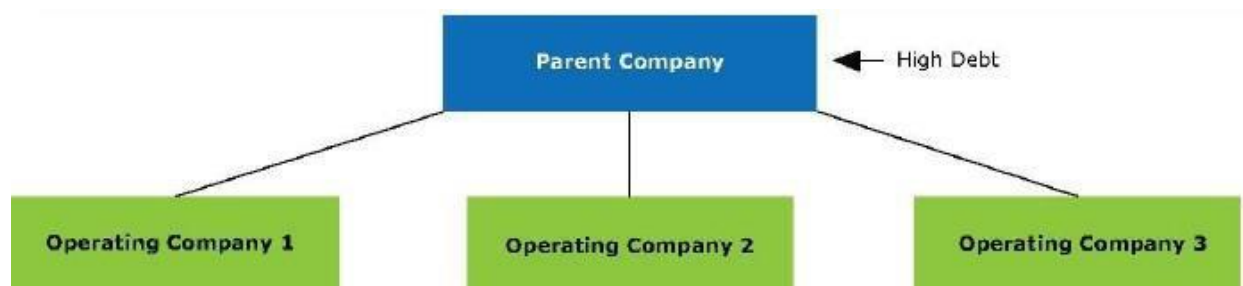 Parent Company
High Debt
Operating Company 1
Operating Company 2
Operating Company 3